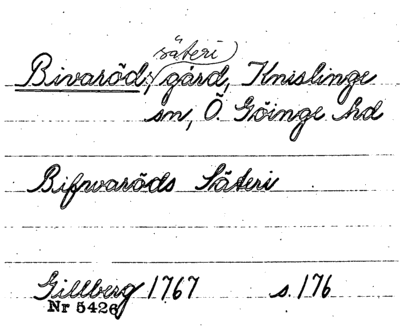 säteri
Bivaröd, gård, Knislinge
sn, Ö. Göinge hd
Bifwaröds Säteri
Gillberg 1767 s. 176
Nr 5426